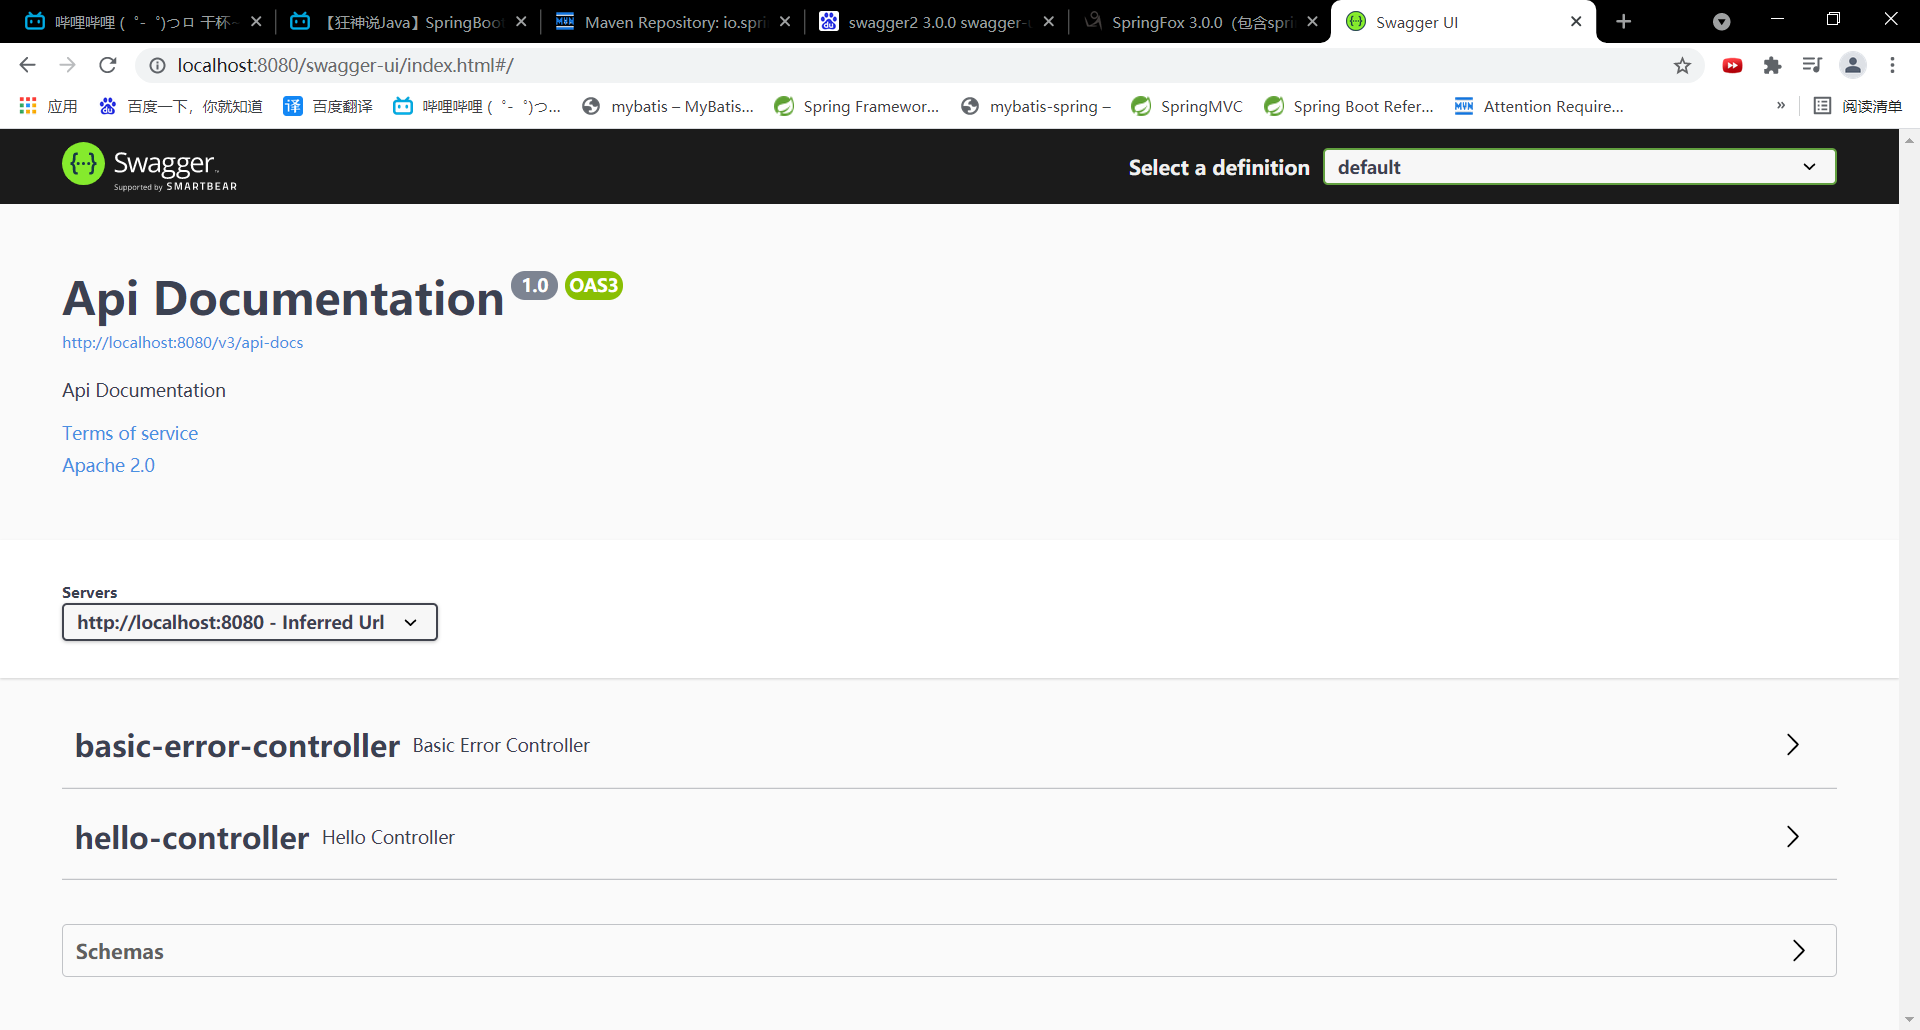 哔哩哔哩 ( ゜- ゜)つロ 干杯~
【狂神说Java】SpringBoo
Maven Repository: io.spri
swagger2 3.0.0 swagger-u
SpringFox 3.0.0（包含spri
Swagger UI
localhost:8080/swagger-ui/index.html#/
应用
百度一下，你就知道
译 百度翻译
哔哩哔哩 ( ゜- ゜)つ...
mybatis – MyBatis...
Spring Framewor...
mybatis-spring –
SpringMVC
Spring Boot Refer...
MVN Attention Require...
»
阅读清单
{···} Swagger™
Supported by SMARTBEAR
Select a definition
default
Api Documentation 1.0 OAS3
http://localhost:8080/v3/api-docs
Api Documentation
Terms of service
Apache 2.0
Servers
http://localhost:8080 - Inferred Url
basic-error-controller Basic Error Controller
hello-controller Hello Controller
Schemas